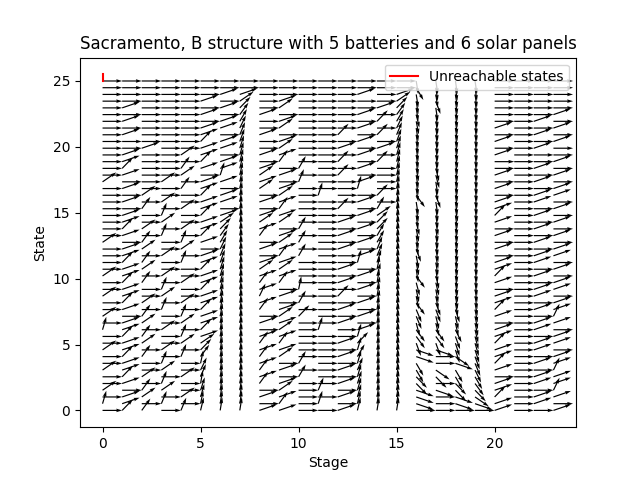 Sacramento, B structure with 5 batteries and 6 solar panels
Unreachable states
25
20
15
10
5
0
State
0 5 10 15 20
Stage